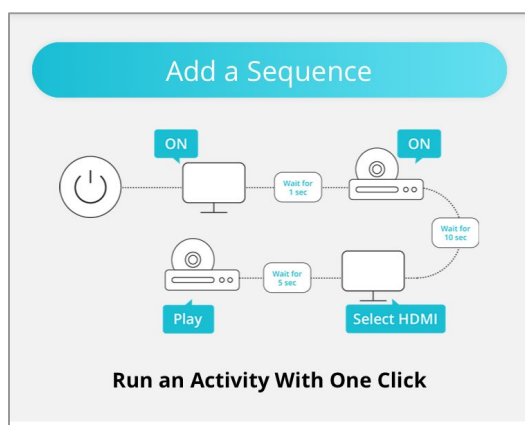 Add a Sequence
ON
ON
Wait for
1 sec
Wait for
10 sec
Wait for
5 sec
Play
Select HDMI
Run an Activity With One Click